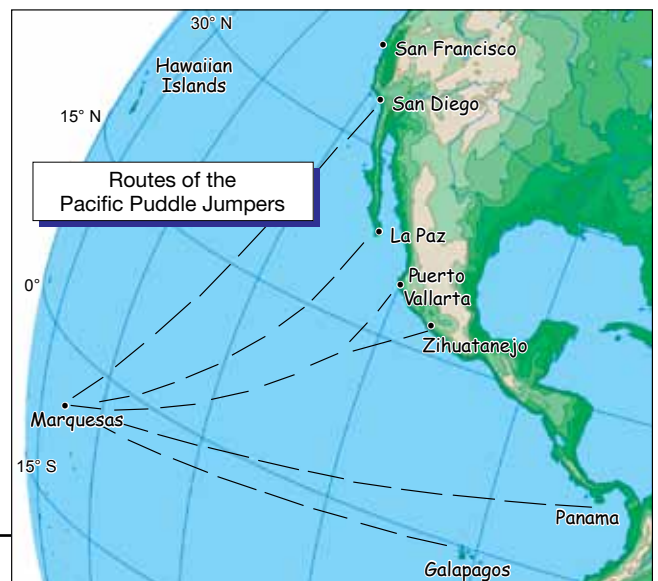 30° N
San Francisco
Hawaiian
Islands
San Diego
15° N
Routes of the
Pacific Puddle Jumpers
La Paz
Puerto
Vallarta
0°
Zihuatanejo
Marquesas
15° S
Panama
Galapagos